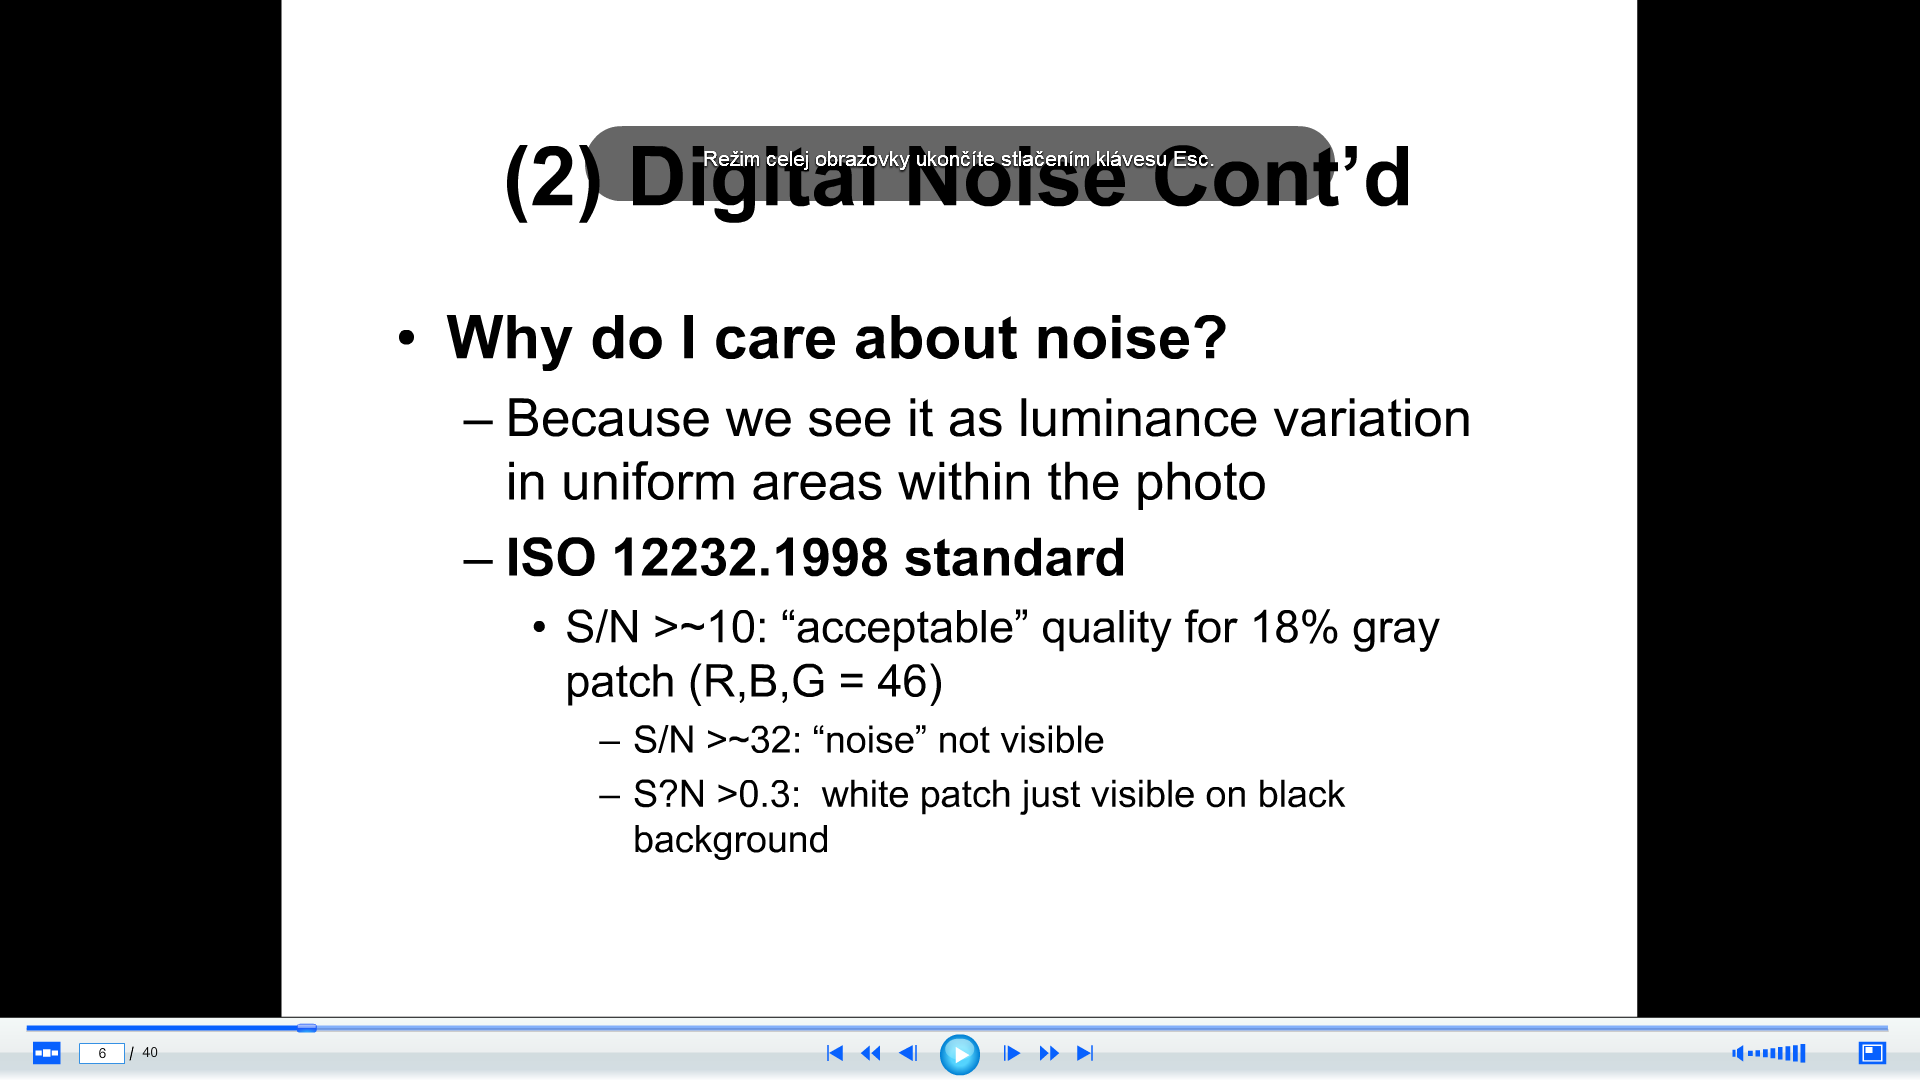 (2) Digital Noise Cont’d
Režim celej obrazovky ukončíte stlačením klávesu Esc.
• Why do I care about noise?
– Because we see it as luminance variation
in uniform areas within the photo
– ISO 12232.1998 standard
• S/N >~10: “acceptable” quality for 18% gray
patch (R,B,G = 46)
– S/N >~32: “noise” not visible
– S?N >0.3:  white patch just visible on black
background
6 / 40